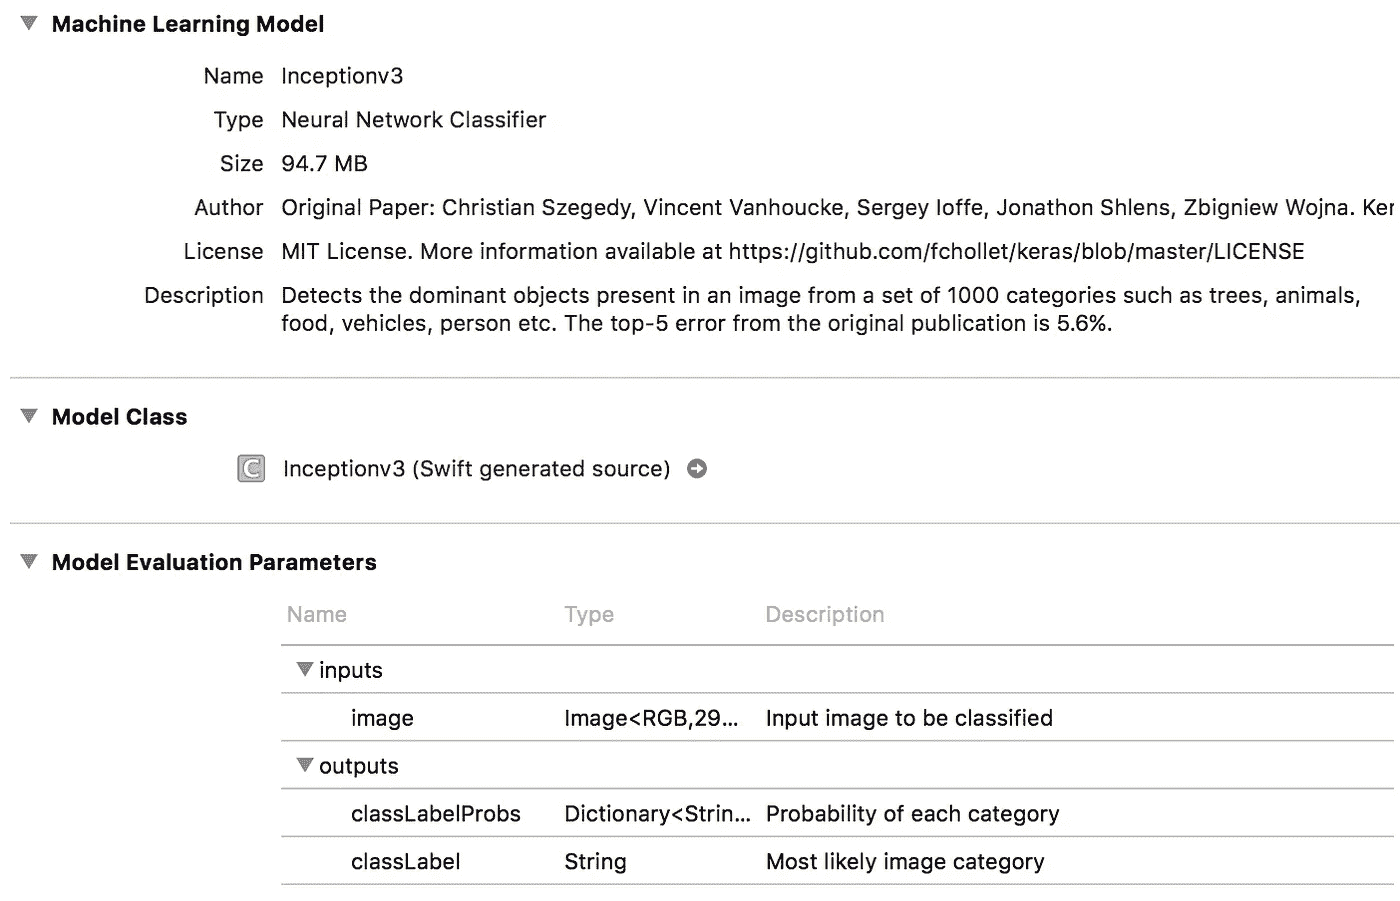 Machine Learning Model
Name Inceptionv3
Type Neural Network Classifier
Size 94.7 MB
Author Original Paper: Christian Szegedy, Vincent Vanhoucke, Sergey Ioffe, Jonathon Shlens, Zbigniew Wojna. Ker
License MIT License. More information available at https://github.com/fchollet/keras/blob/master/LICENSE
Description Detects the dominant objects present in an image from a set of 1000 categories such as trees, animals,
food, vehicles, person etc. The top-5 error from the original publication is 5.6%.
Model Class
C Inceptionv3 (Swift generated source)
Model Evaluation Parameters
Name Type Description
inputs
image Image<RGB,29... Input image to be classified
outputs
classLabelProbs Dictionary<Strin... Probability of each category
classLabel String Most likely image category